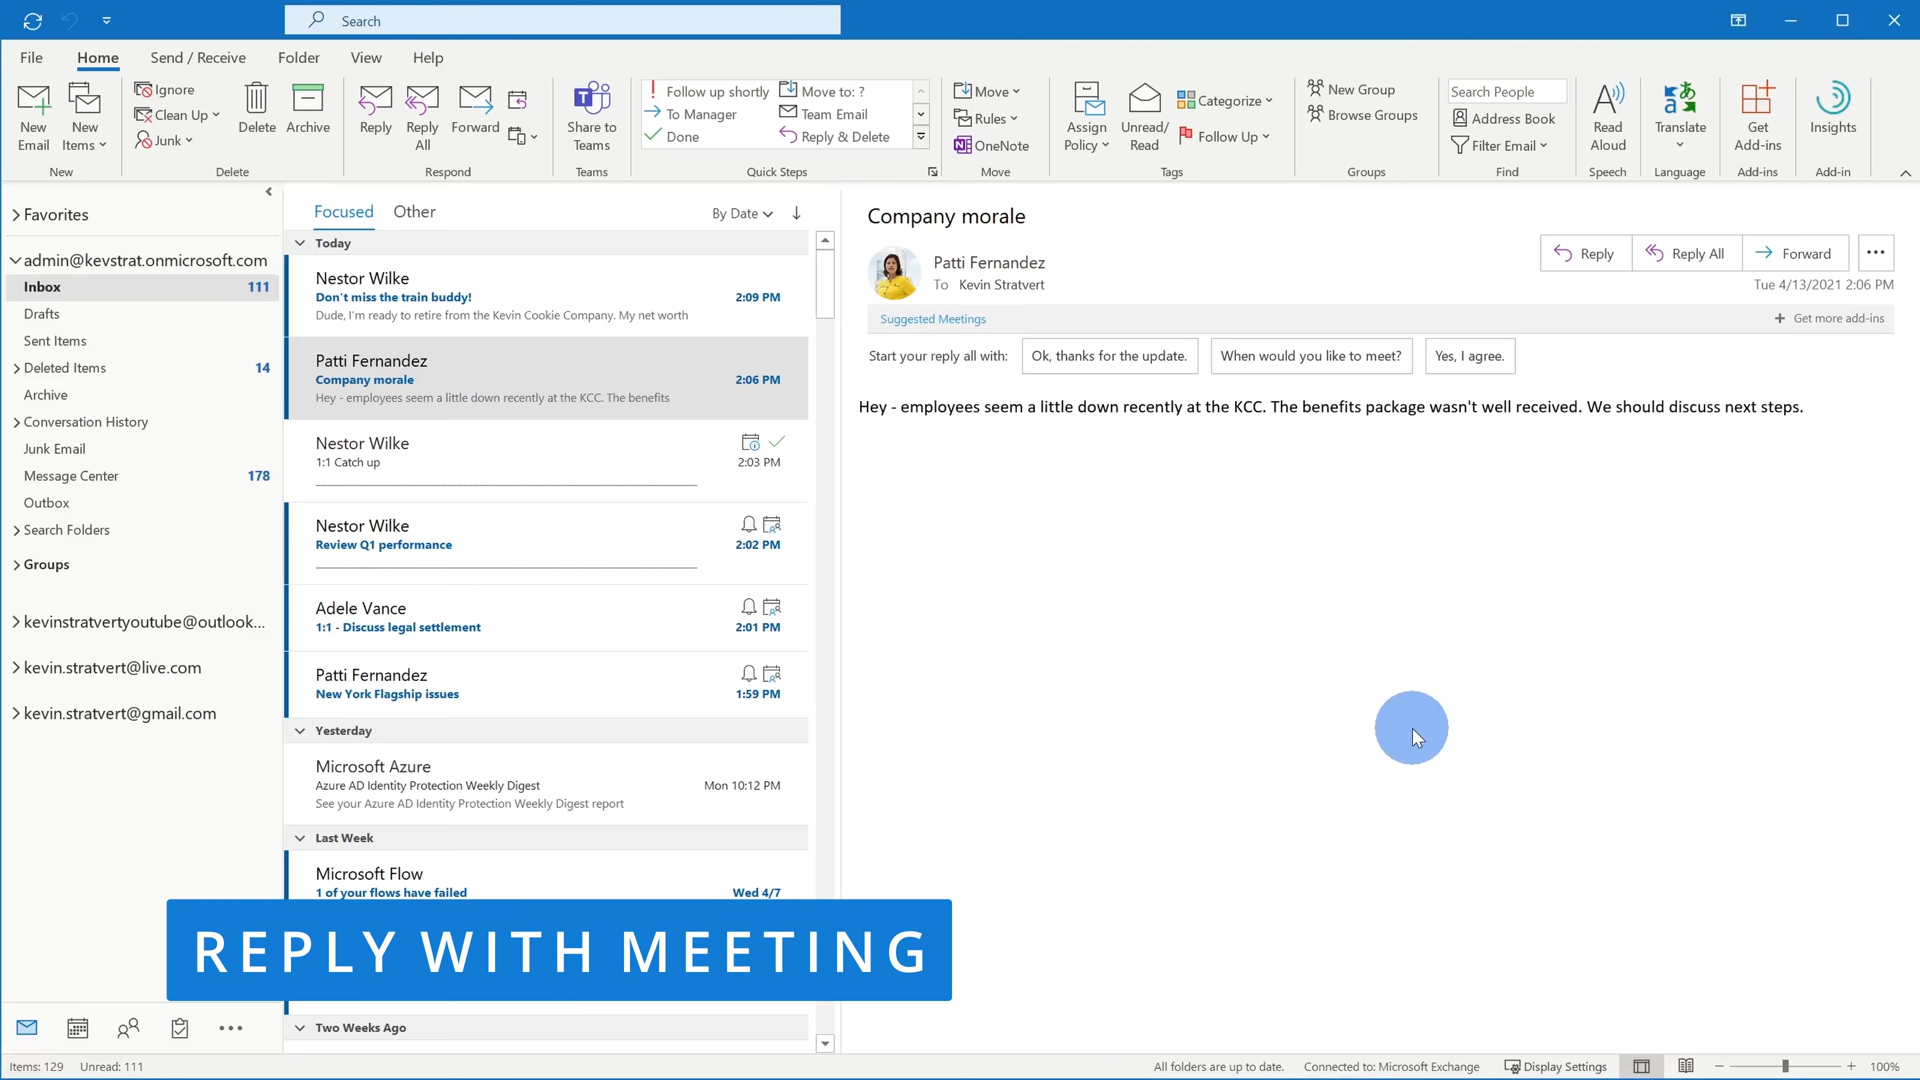 Search
File Home Send / Receive Folder View Help
New Email
New Items
New
Ignore
Clean Up
Junk
Delete
Archive
Delete
Reply
Reply All
Forward
Respond
Share to Teams
Teams
Follow up shortly
To Manager
Done
Move to: ?
Team Email
Reply & Delete
Quick Steps
Move
Rules
OneNote
Move
Assign Policy
Unread/ Read
Categorize
Follow Up
Tags
New Group
Browse Groups
Groups
Search People
Address Book
Filter Email
Find
Read Aloud
Speech
Translate
Language
Get Add-ins
Add-ins
Insights
Add-in
Favorites
admin@kevstrat.onmicrosoft.com
Inbox 111
Drafts
Sent Items
Deleted Items 14
Archive
Conversation History
Junk Email
Message Center 178
Outbox
Search Folders
Groups
kevinstratvertyoutube@outlook...
kevin.stratvert@live.com
kevin.stratvert@gmail.com
Focused Other By Date
Today
Nestor Wilke
Don't miss the train buddy! 2:09 PM
Dude, I'm ready to retire from the Kevin Cookie Company. My net worth
Patti Fernandez
Company morale 2:06 PM
Hey - employees seem a little down recently at the KCC. The benefits
Nestor Wilke
1:1 Catch up 2:03 PM
Nestor Wilke
Review Q1 performance 2:02 PM
Adele Vance
1:1 - Discuss legal settlement 2:01 PM
Patti Fernandez
New York Flagship issues 1:59 PM
Yesterday
Microsoft Azure
Azure AD Identity Protection Weekly Digest Mon 10:12 PM
See your Azure AD Identity Protection Weekly Digest report
Last Week
Microsoft Flow
1 of your flows have failed Wed 4/7
REPLY WITH MEETING
Two Weeks Ago
Company morale
Patti Fernandez
To Kevin Stratvert
Reply Reply All Forward
Tue 4/13/2021 2:06 PM
Suggested Meetings + Get more add-ins
Start your reply all with: Ok, thanks for the update. When would you like to meet? Yes, I agree.
Hey - employees seem a little down recently at the KCC. The benefits package wasn't well received. We should discuss next steps.
Items: 129 Unread: 111 All folders are up to date. Connected to: Microsoft Exchange Display Settings 100%